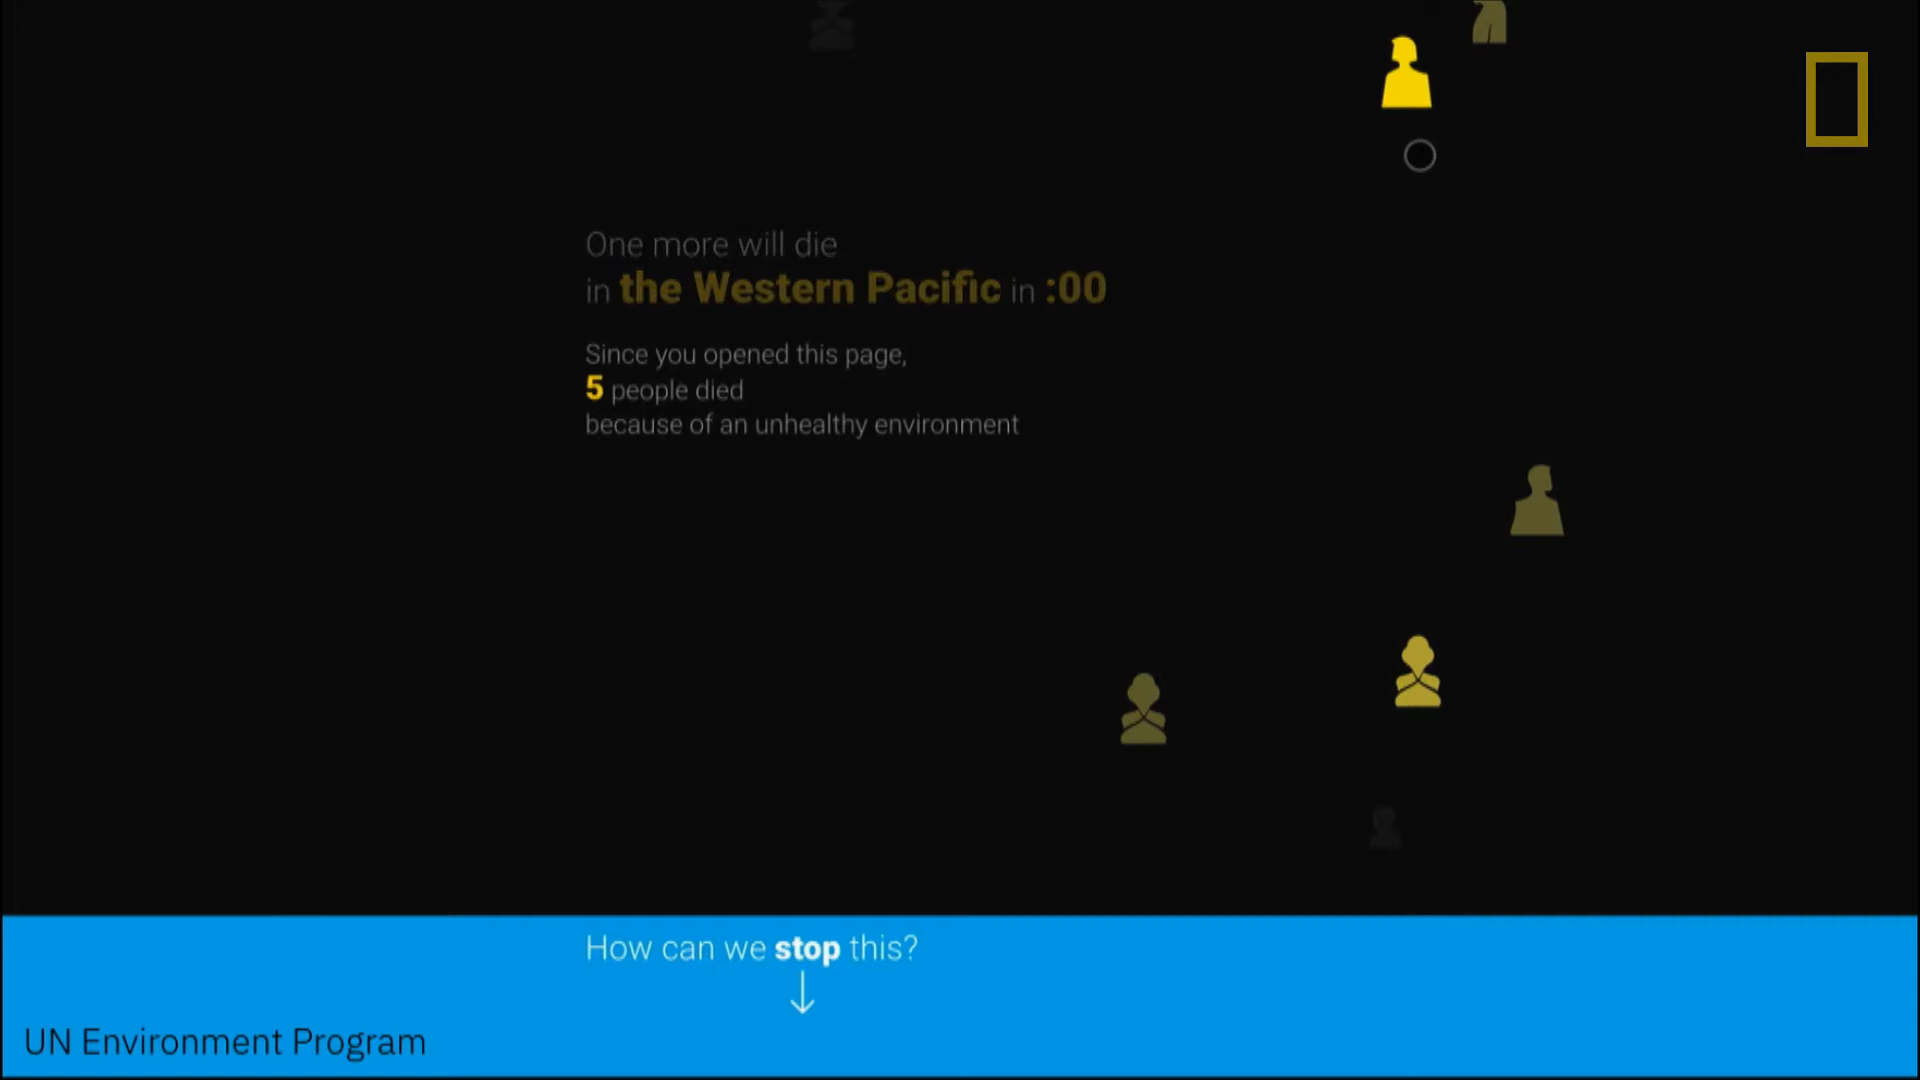 One more will die
in the Western Pacific in :00
Since you opened this page,
5 people died
because of an unhealthy environment
How can we stop this?
UN Environment Program